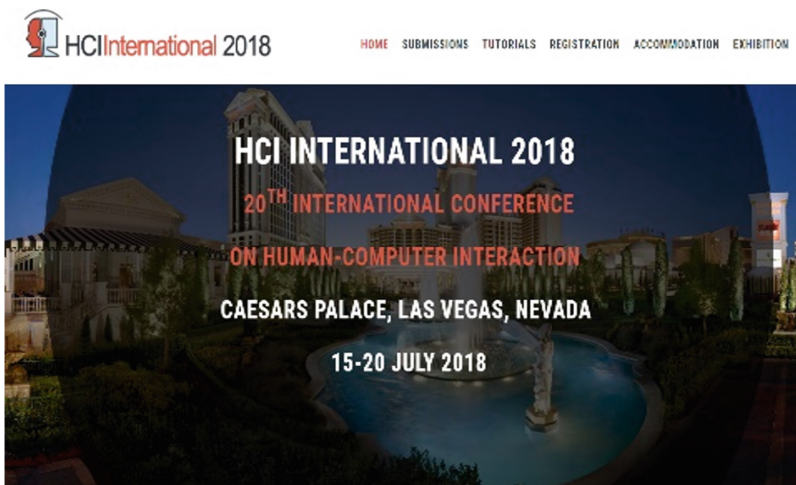 HCIInternational 2018
HOME SUBMISSIONS TUTORIALS REGISTRATION ACCOMMODATION EXHIBITION
HCI INTERNATIONAL 2018
20TH INTERNATIONAL CONFERENCE
ON HUMAN-COMPUTER INTERACTION
CAESARS PALACE, LAS VEGAS, NEVADA
15-20 JULY 2018